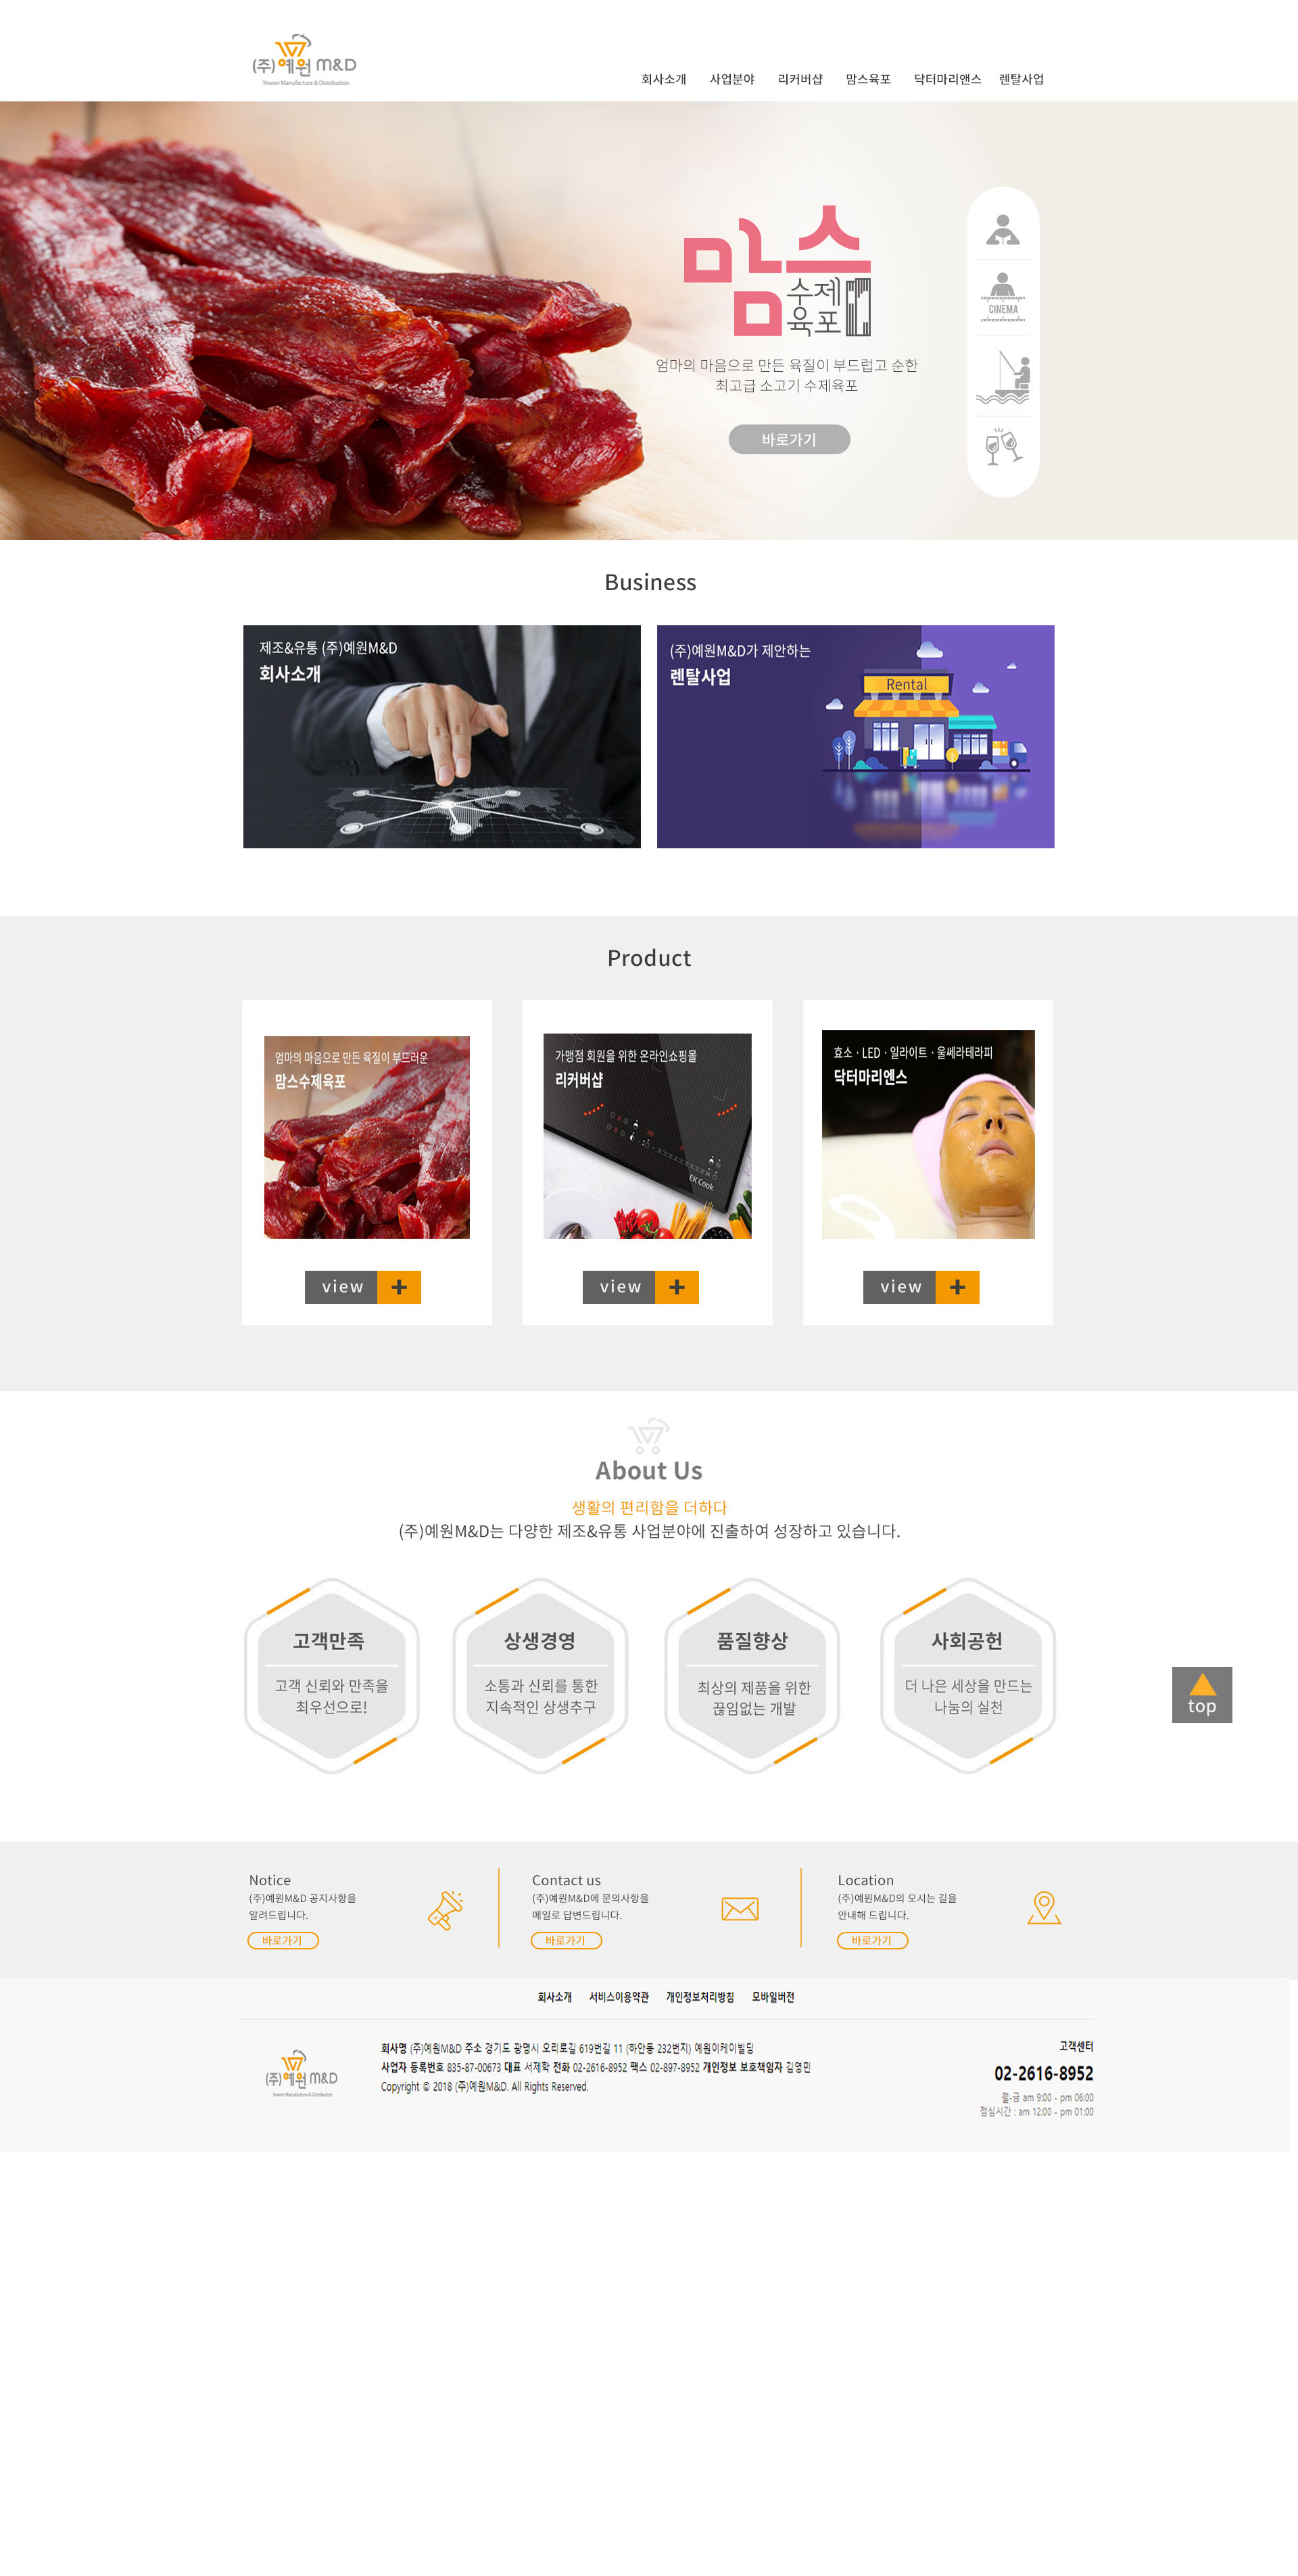 (주)예원 M&D
Yewon Manufacture & Distribution
회사소개 사업분야 리커버샵 맘스육포 닥터마리앤스 렌탈사업
맘스
수제
육포
엄마의 마음으로 만든 육질이 부드럽고 순한
최고급 소고기 수제육포
바로가기
CINEMA
Business
제조&유통 (주)예원M&D
회사소개
(주)예원M&D가 제안하는
렌탈사업
Rental
Product
엄마의 마음으로 만든 육질이 부드러운
맘스수제육포
가맹점 회원을 위한 온라인쇼핑몰
리커버샵
EK Cook
효소 · LED · 일라이트 · 울쎄라테라피
닥터마리엔스
view +
view +
view +
About Us
생활의 편리함을 더하다
(주)예원M&D는 다양한 제조&유통 사업분야에 진출하여 성장하고 있습니다.
고객만족
고객 신뢰와 만족을
최우선으로!
상생경영
소통과 신뢰를 통한
지속적인 상생추구
품질향상
최상의 제품을 위한
끊임없는 개발
사회공헌
더 나은 세상을 만드는
나눔의 실천
top
Notice
(주)예원M&D 공지사항을
알려드립니다.
바로가기
Contact us
(주)예원M&D에 문의사항을
메일로 답변드립니다.
바로가기
Location
(주)예원M&D의 오시는 길을
안내해 드립니다.
바로가기
회사소개 서비스이용약관 개인정보처리방침 모바일버전
(주)예원 M&D
Yewon Manufacture & Distribution
회사명 (주)예원M&D 주소 경기도 광명시 오리로길 619번길 11 (하안동 232번지) 예원이케이빌딩
사업자 등록번호 835-87-00673 대표 서제학 전화 02-2616-8952 팩스 02-897-8952 개인정보 보호책임자 김영민
Copyright © 2018 (주)예원M&D. All Rights Reserved.
고객센터
02-2616-8952
월-금 am 9:00 - pm 06:00
점심시간 : am 12:00 - pm 01:00